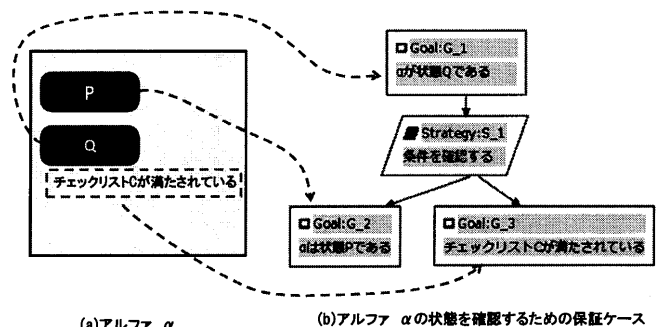 P
Q
チェックリストCが満たされている
(a)アルファ α
Goal:G_1
αが状態Qである
Strategy:S_1
条件を確認する
Goal:G_2
αは状態Pである
Goal:G_3
チェックリストCが満たされている
(b)アルファ αの状態を確認するための保証ケース